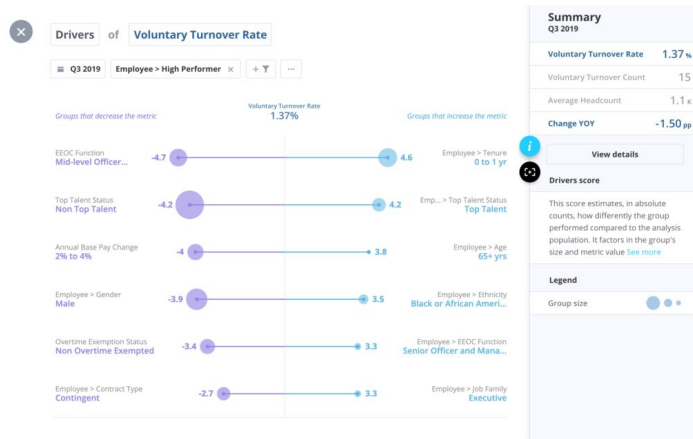 Drivers of Voluntary Turnover Rate
Q3 2019 Employee > High Performer × + ...
Groups that decrease the metric
Voluntary Turnover Rate
1.37%
Groups that increase the metric
EEOC Function
Mid-level Officer...
-4.7
4.6
Employee > Tenure
0 to 1 yr
Top Talent Status
Non Top Talent
-4.2
4.2
Emp... > Top Talent Status
Top Talent
Annual Base Pay Change
2% to 4%
-4
3.8
Employee > Age
65+ yrs
Employee > Gender
Male
-3.9
3.5
Employee > Ethnicity
Black or African Ameri...
Overtime Exemption Status
Non Overtime Exempted
-3.4
3.3
Employee > EEOC Function
Senior Officer and Mana...
Employee > Contract Type
Contingent
-2.7
3.3
Employee > Job Family
Executive
Summary
Q3 2019
Voluntary Turnover Rate 1.37 %
Voluntary Turnover Count 15
Average Headcount 1.1 K
Change YOY -1.50 pp
i
View details
Drivers score
This score estimates, in absolute
counts, how differently the group
performed compared to the analysis
population. It factors in the group's
size and metric value See more
Legend
Group size